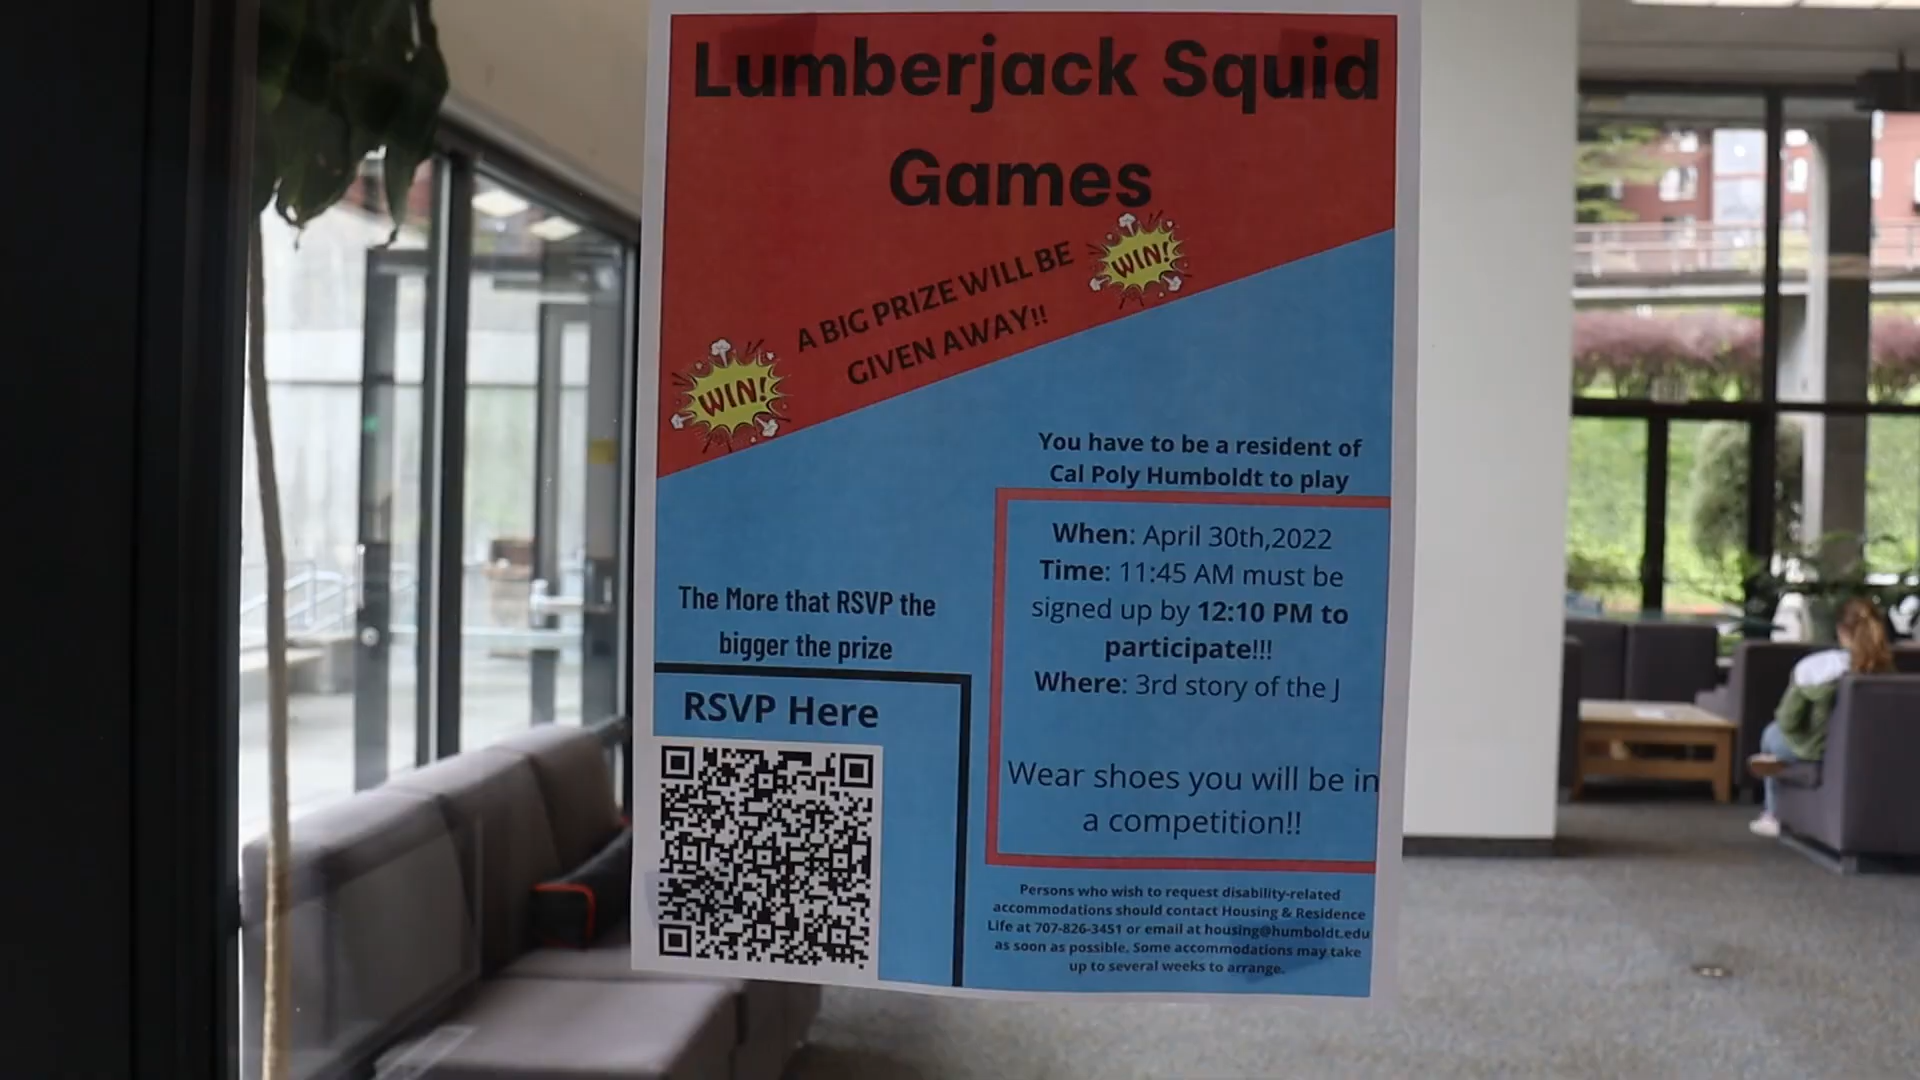 Lumberjack Squid
Games
A BIG PRIZE WILL BE
GIVEN AWAY!!
WIN!
WIN!
You have to be a resident of
Cal Poly Humboldt to play
When: April 30th,2022
Time: 11:45 AM must be
signed up by 12:10 PM to
participate!!!
Where: 3rd story of the J
Wear shoes you will be in
a competition!!
The More that RSVP the
bigger the prize
RSVP Here
Persons who wish to request disability-related
accommodations should contact Housing & Residence
Life at 707-826-3451 or email at housing@humboldt.edu
as soon as possible. Some accommodations may take
up to several weeks to arrange.